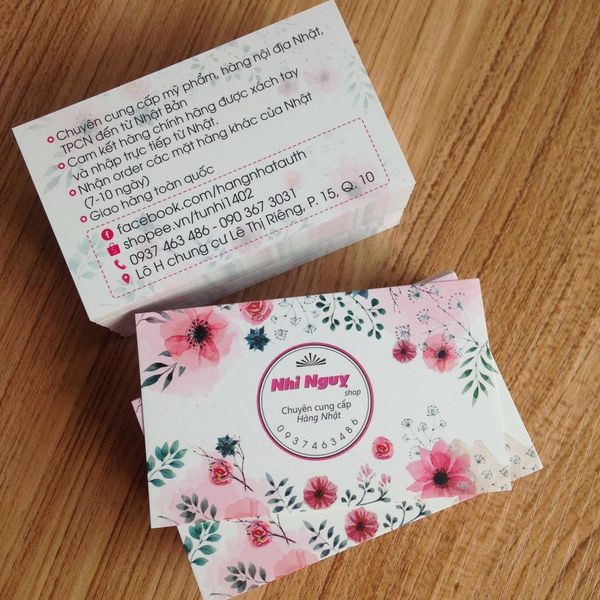 Chuyên cung cấp mỹ phẩm, hàng nội địa Nhật,
TPCN đến từ Nhật Bản
Cam kết hàng chính hãng được xách tay
và nhập trực tiếp từ Nhật.
Nhận order các mặt hàng khác của Nhật
(7-10 ngày)
Giao hàng toàn quốc
facebook.com/hangnhatauth
shopee.vn/tunhi1402
0937 463 486 - 090 367 3031
Lô H chung cư Lê Thị Riêng, P. 15, Q. 10
Nhi Nguy
shop
Chuyên cung cấp
Hàng Nhật
0937463486